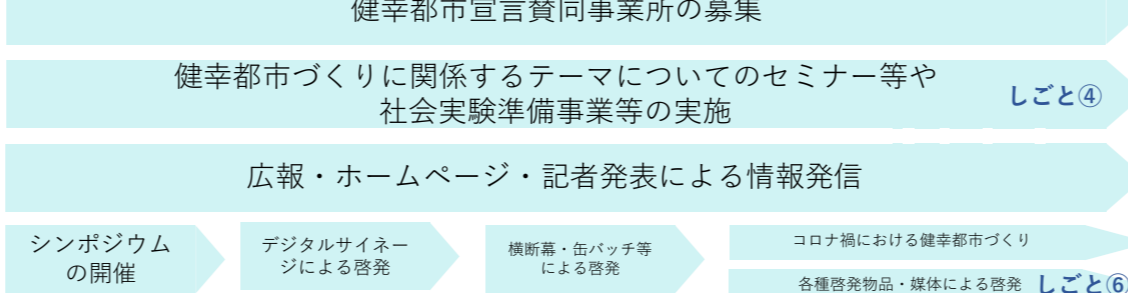 健幸都市宣言賛同事業所の募集
健幸都市づくりに関係するテーマについてのセミナー等や
社会実験準備事業等の実施
しごと④
広報・ホームページ・記者発表による情報発信
シンポジウム
の開催
デジタルサイネー
ジによる啓発
横断幕・缶バッチ等
による啓発
コロナ禍における健幸都市づくり
各種啓発物品・媒体による啓発
しごと⑥